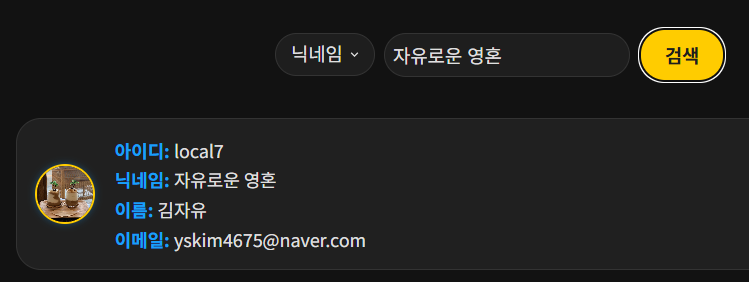 닉네임 자유로운 영혼 검색
아이디: local7
닉네임: 자유로운 영혼
이름: 김자유
이메일: yskim4675@naver.com